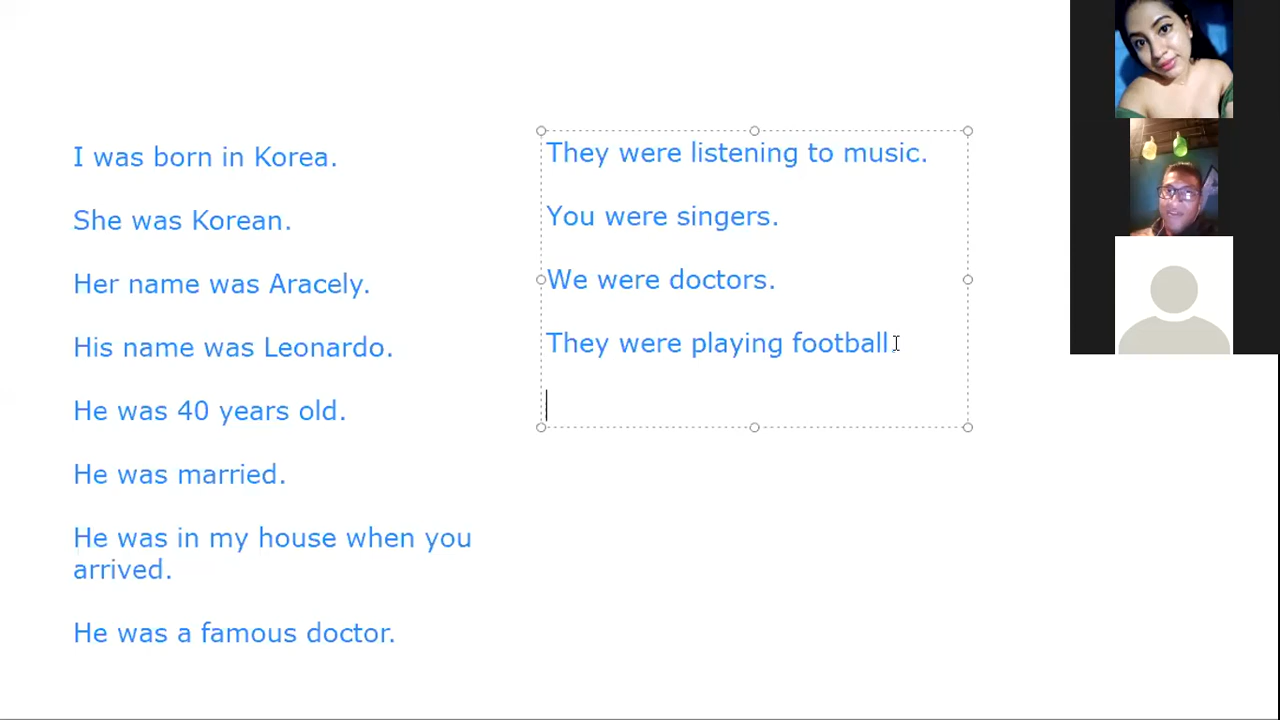 I was born in Korea.
She was Korean.
Her name was Aracely.
His name was Leonardo.
He was 40 years old.
He was married.
He was in my house when you
arrived.
He was a famous doctor.
They were listening to music.
You were singers.
We were doctors.
They were playing football.